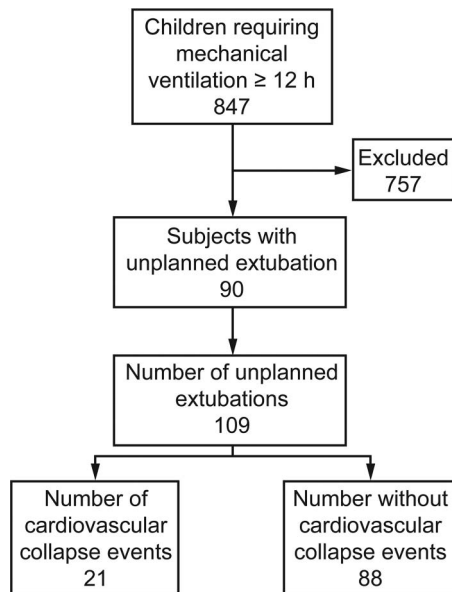 Children requiring
mechanical
ventilation ≥ 12 h
847
Excluded
757
Subjects with
unplanned extubation
90
Number of unplanned
extubations
109
Number of
cardiovascular
collapse events
21
Number without
cardiovascular
collapse events
88